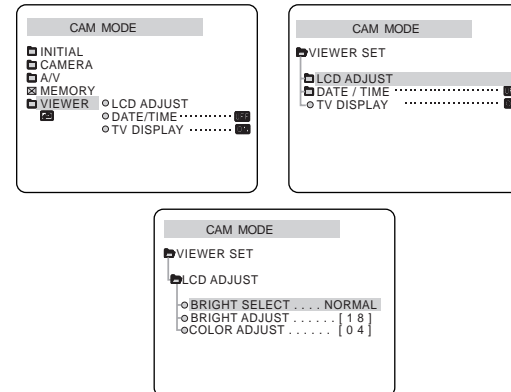 CAM MODE
INITIAL
CAMERA
A/V
MEMORY
VIEWER
LCD ADJUST
DATE/TIME ········ OFF
TV DISPLAY ········ ON
CAM MODE
VIEWER SET
LCD ADJUST
DATE / TIME
TV DISPLAY
CAM MODE
VIEWER SET
LCD ADJUST
BRIGHT SELECT . . . . NORMAL
BRIGHT ADJUST . . . . . . [ 1 8 ]
COLOR ADJUST . . . . . . [ 0 4 ]